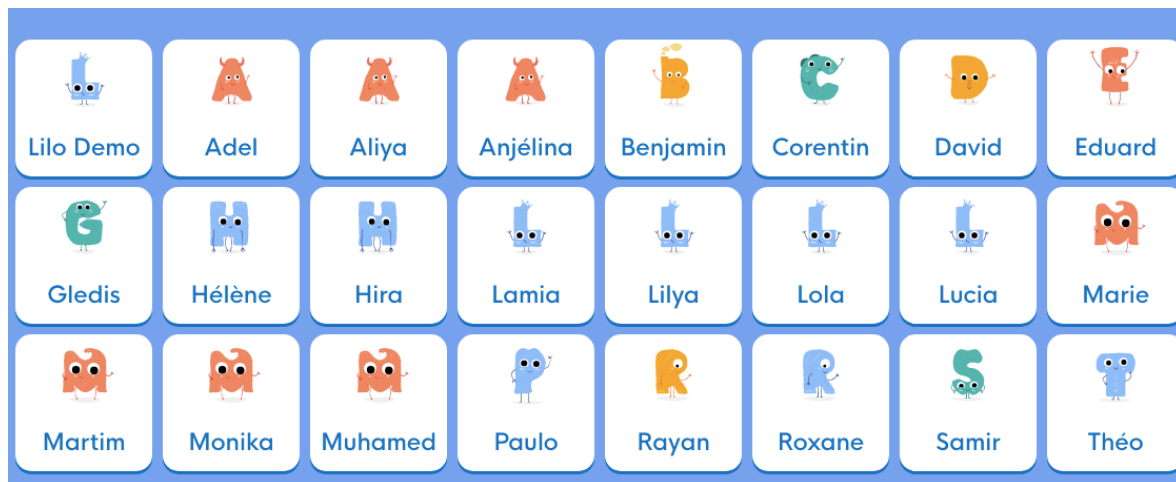 Lilo Demo
Adel
Aliya
Anjélina
Benjamin
Corentin
David
Eduard
Gledis
Hélène
Hira
Lamia
Lilya
Lola
Lucia
Marie
Martim
Monika
Muhamed
Paulo
Rayan
Roxane
Samir
Théo